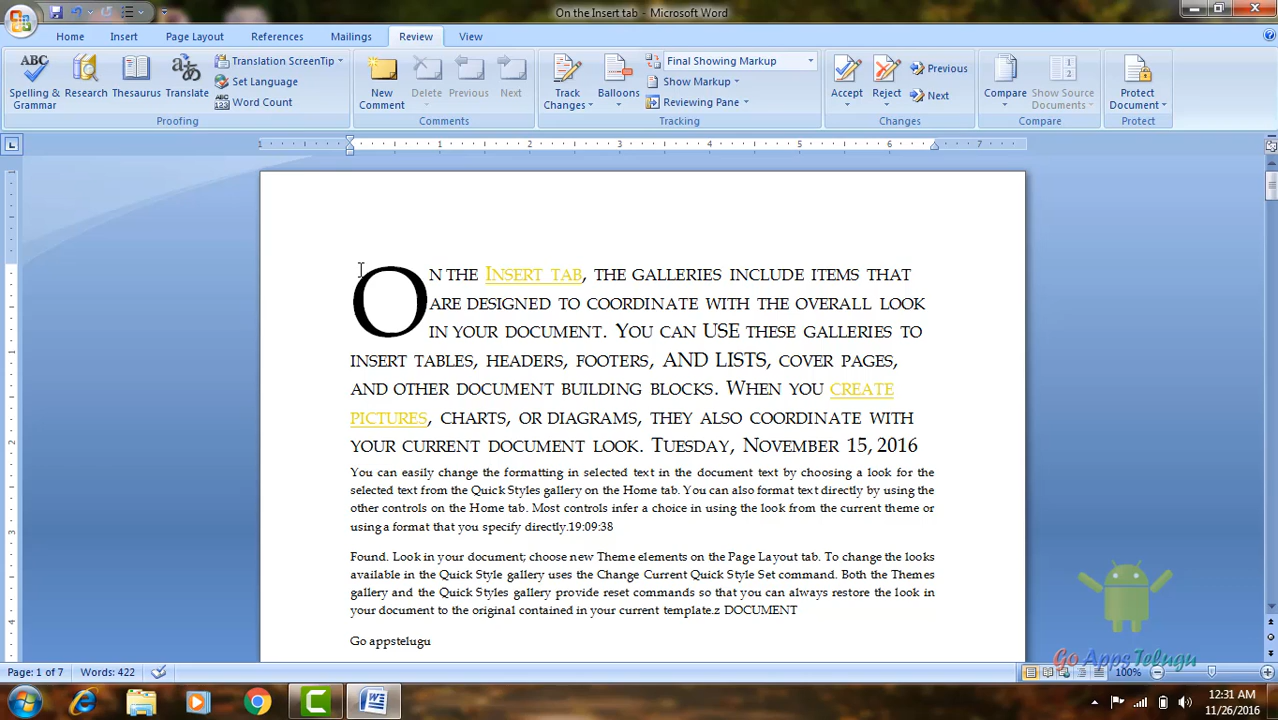 On the Insert tab - Microsoft Word
Home Insert Page Layout References Mailings Review View
ABC
Spelling & Grammar
Research
Thesaurus
Translate
Translation ScreenTip
Set Language
Word Count
Proofing
New Comment
Delete
Previous
Next
Comments
Track Changes
Balloons
Final Showing Markup
Show Markup
Reviewing Pane
Tracking
Accept
Reject
Previous
Next
Changes
Compare
Show Source Documents
Compare
Protect Document
Protect
1 1 2 3 4 5 6 7
ON THE INSERT TAB, THE GALLERIES INCLUDE ITEMS THAT
ARE DESIGNED TO COORDINATE WITH THE OVERALL LOOK
IN YOUR DOCUMENT. YOU CAN USE THESE GALLERIES TO
INSERT TABLES, HEADERS, FOOTERS, AND LISTS, COVER PAGES,
AND OTHER DOCUMENT BUILDING BLOCKS. WHEN YOU CREATE
PICTURES, CHARTS, OR DIAGRAMS, THEY ALSO COORDINATE WITH
YOUR CURRENT DOCUMENT LOOK. TUESDAY, NOVEMBER 15, 2016
You can easily change the formatting in selected text in the document text by choosing a look for the
selected text from the Quick Styles gallery on the Home tab. You can also format text directly by using the
other controls on the Home tab. Most controls infer a choice in using the look from the current theme or
using a format that you specify directly.19:09:38
Found. Look in your document; choose new Theme elements on the Page Layout tab. To change the looks
available in the Quick Style gallery uses the Change Current Quick Style Set command. Both the Themes
gallery and the Quick Styles gallery provide reset commands so that you can always restore the look in
your document to the original contained in your current template.z DOCUMENT
Go appstelugu
Go Apps Telugu
Page: 1 of 7 Words: 422
100%
12:31 AM
11/26/2016